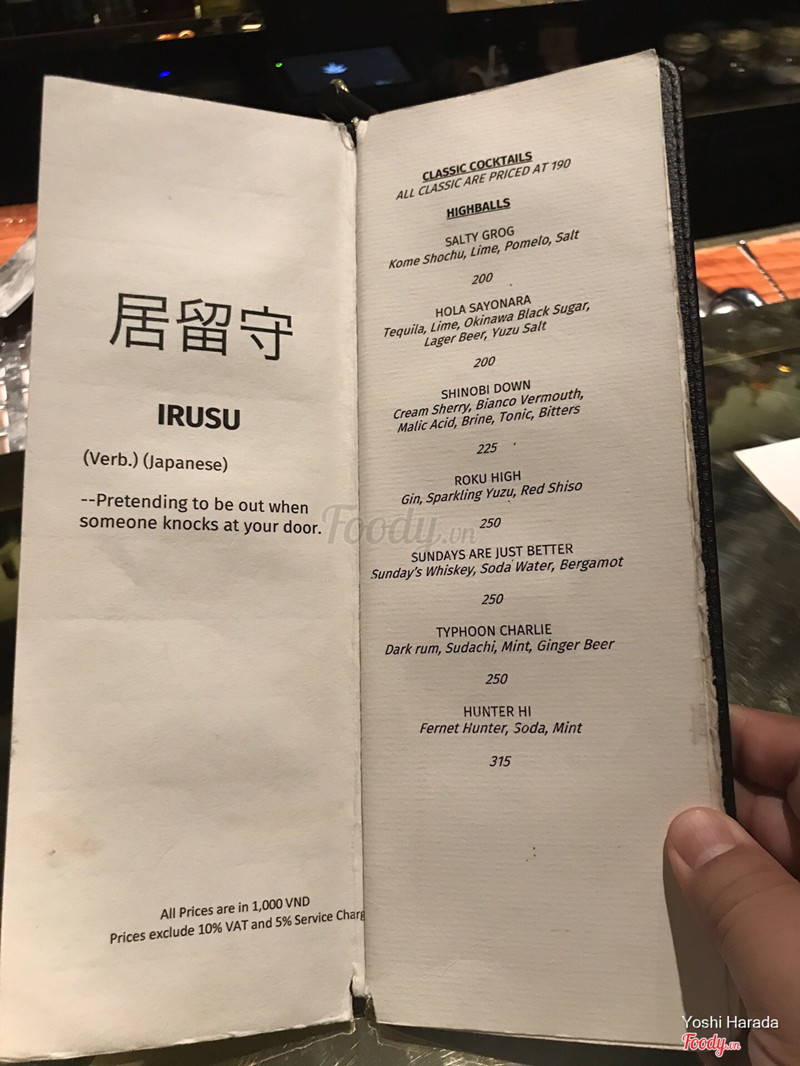 居留守
IRUSU
(Verb.) (Japanese)
--Pretending to be out when
someone knocks at your door.
All Prices are in 1,000 VND
Prices exclude 10% VAT and 5% Service Charg
CLASSIC COCKTAILS
ALL CLASSIC ARE PRICED AT 190
HIGHBALLS
SALTY GROG
Kome Shochu, Lime, Pomelo, Salt
200
HOLA SAYONARA
Tequila, Lime, Okinawa Black Sugar,
Lager Beer, Yuzu Salt
200
SHINOBI DOWN
Cream Sherry, Bianco Vermouth,
Malic Acid, Brine, Tonic, Bitters
225
ROKU HIGH
Gin, Sparkling Yuzu, Red Shiso
250
SUNDAYS ARE JUST BETTER
Sunday's Whiskey, Soda Water, Bergamot
250
TYPHOON CHARLIE
Dark rum, Sudachi, Mint, Ginger Beer
250
HUNTER HI
Fernet Hunter, Soda, Mint
315
Foody.vn
Yoshi Harada
Foody.vn